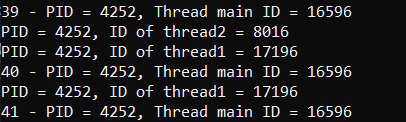 39 - PID = 4252, Thread main ID = 16596
PID = 4252, ID of thread2 = 8016
PID = 4252, ID of thread1 = 17196
40 - PID = 4252, Thread main ID = 16596
PID = 4252, ID of thread1 = 17196
41 - PID = 4252, Thread main ID = 16596